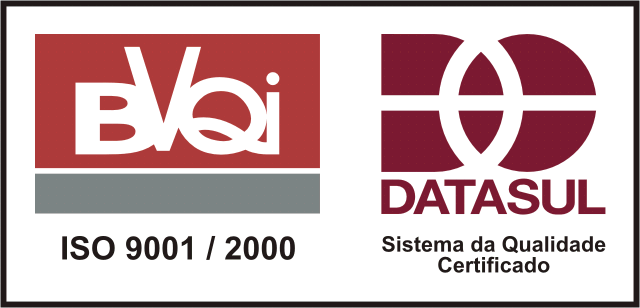 BVQi
ISO 9001 / 2000
DATASUL
Sistema da Qualidade
Certificado